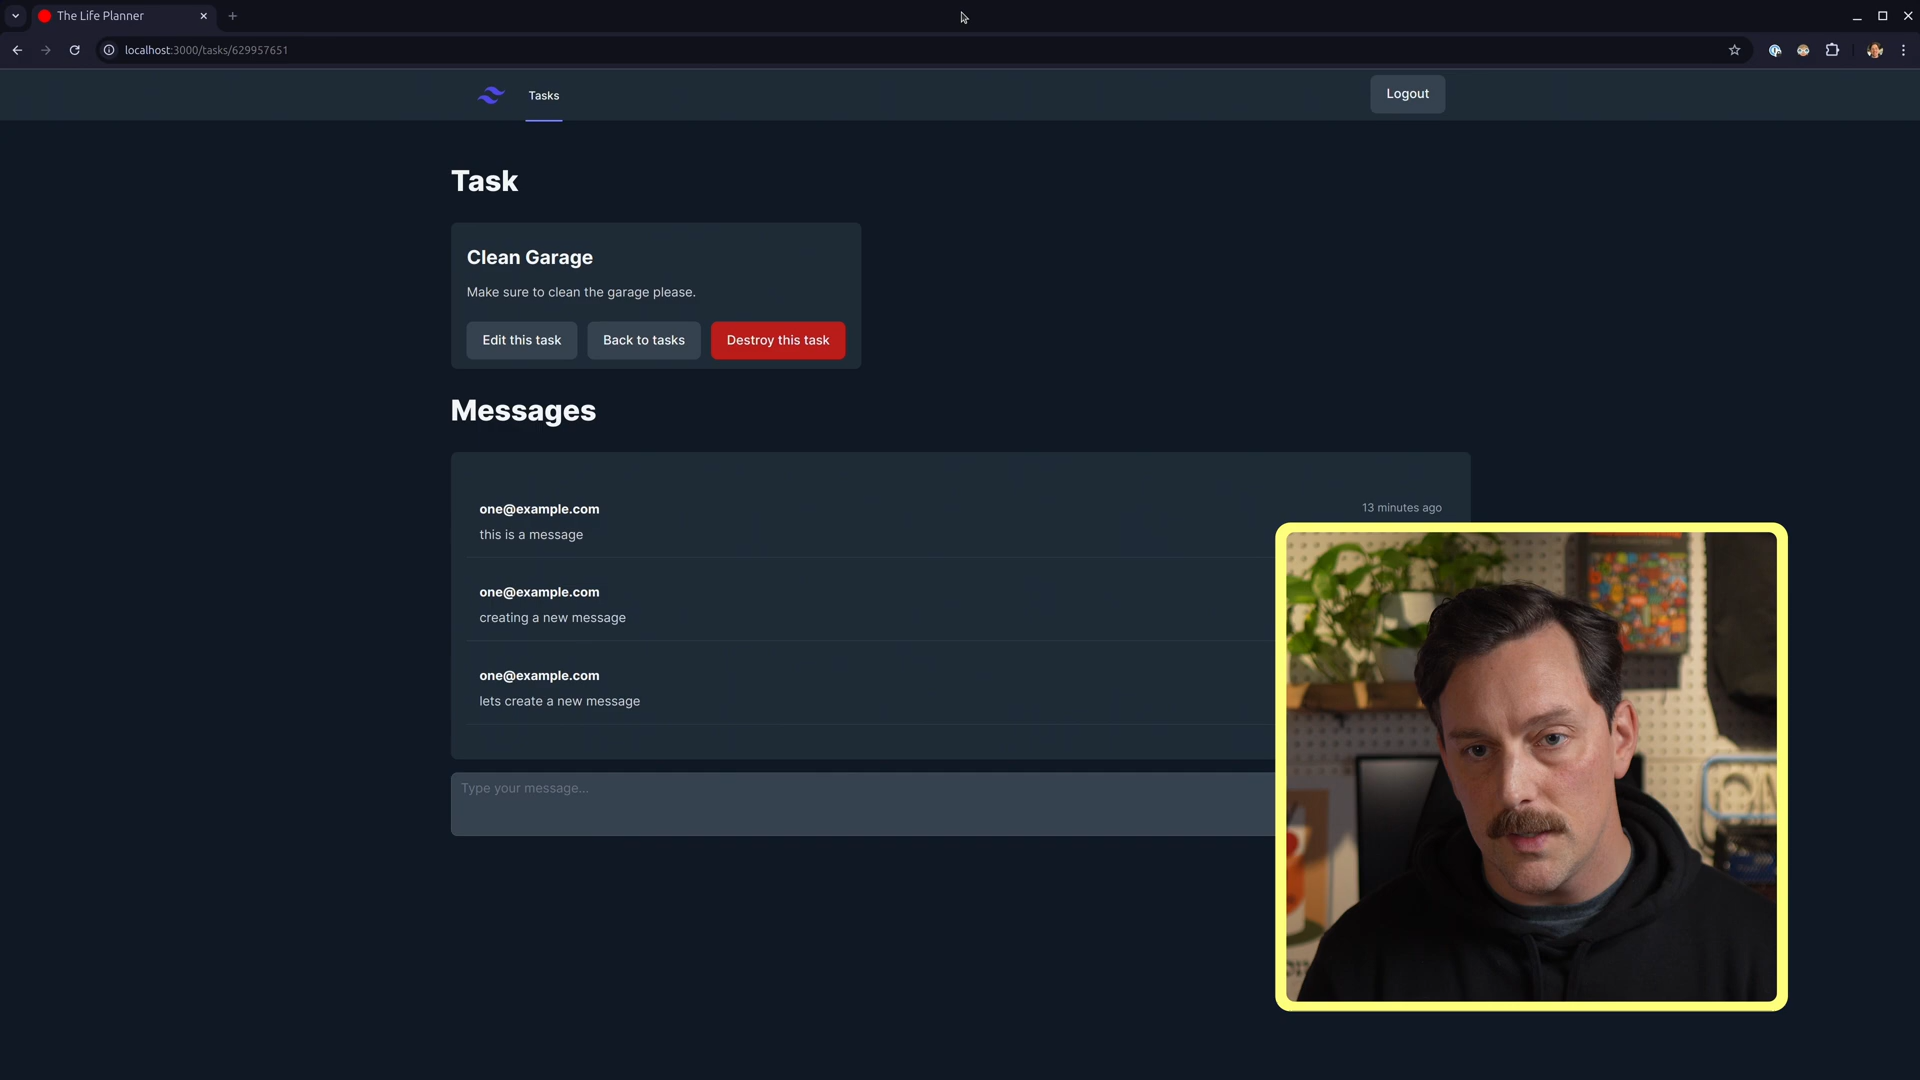 The Life Planner
localhost:3000/tasks/629957651
Tasks
Logout
Task
Clean Garage
Make sure to clean the garage please.
Edit this task
Back to tasks
Destroy this task
Messages
one@example.com
13 minutes ago
this is a message
one@example.com
creating a new message
one@example.com
lets create a new message
Type your message...